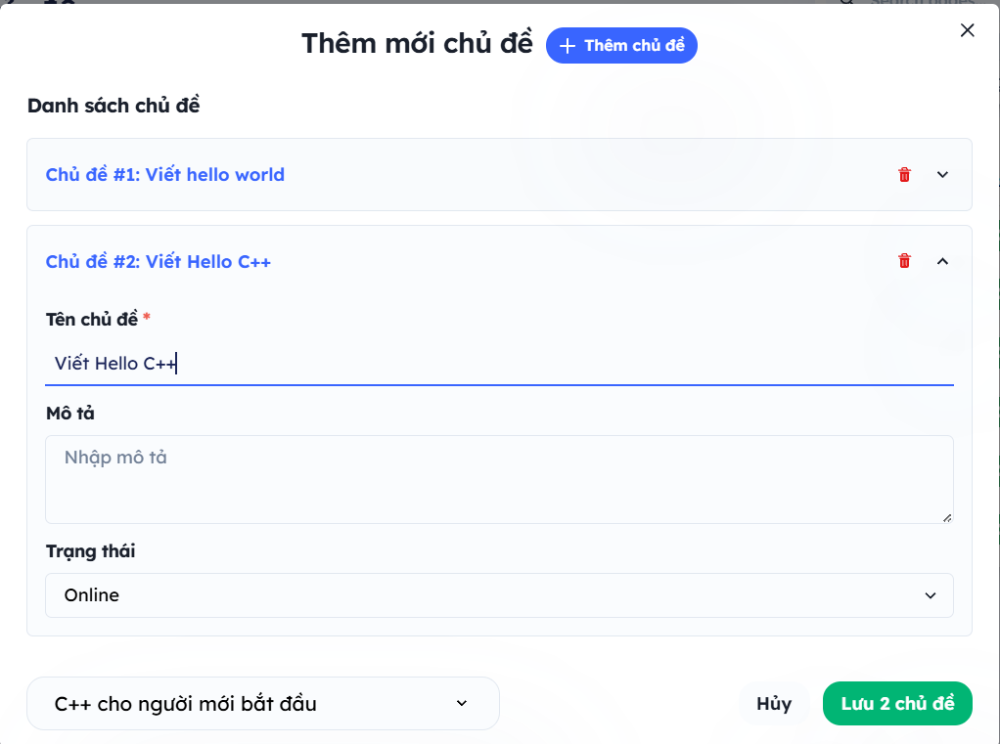 Thêm mới chủ đề
+ Thêm chủ đề
Danh sách chủ đề
Chủ đề #1: Viết hello world
Chủ đề #2: Viết Hello C++
Tên chủ đề *
Viết Hello C++
Mô tả
Nhập mô tả
Trạng thái
Online
C++ cho người mới bắt đầu
Hủy
Lưu 2 chủ đề